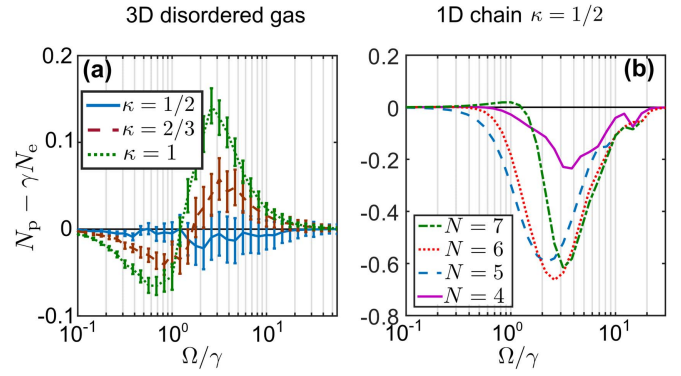 3D disordered gas
1D chain κ = 1/2
N_p − γN_e
0.2
0.1
0
-0.1
(a)
κ = 1/2
κ = 2/3
κ = 1
10^-1
10^0
10^1
Ω/γ
0.2
0
-0.2
-0.4
-0.6
-0.8
(b)
N = 7
N = 6
N = 5
N = 4
10^-1
10^0
10^1
Ω/γ